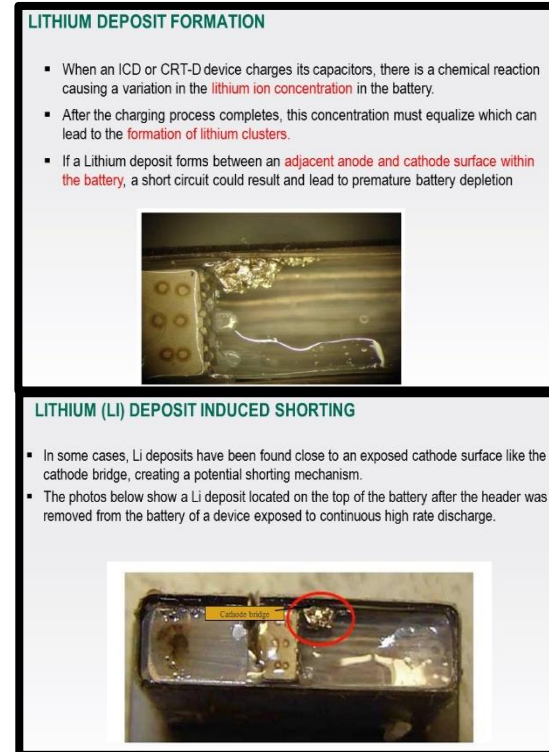 LITHIUM DEPOSIT FORMATION
▪ When an ICD or CRT-D device charges its capacitors, there is a chemical reaction
causing a variation in the lithium ion concentration in the battery.
▪ After the charging process completes, this concentration must equalize which can
lead to the formation of lithium clusters.
▪ If a Lithium deposit forms between an adjacent anode and cathode surface within
the battery, a short circuit could result and lead to premature battery depletion
LITHIUM (LI) DEPOSIT INDUCED SHORTING
▪ In some cases, Li deposits have been found close to an exposed cathode surface like the
cathode bridge, creating a potential shorting mechanism.
▪ The photos below show a Li deposit located on the top of the battery after the header was
removed from the battery of a device exposed to continuous high rate discharge.
Cathode bridge